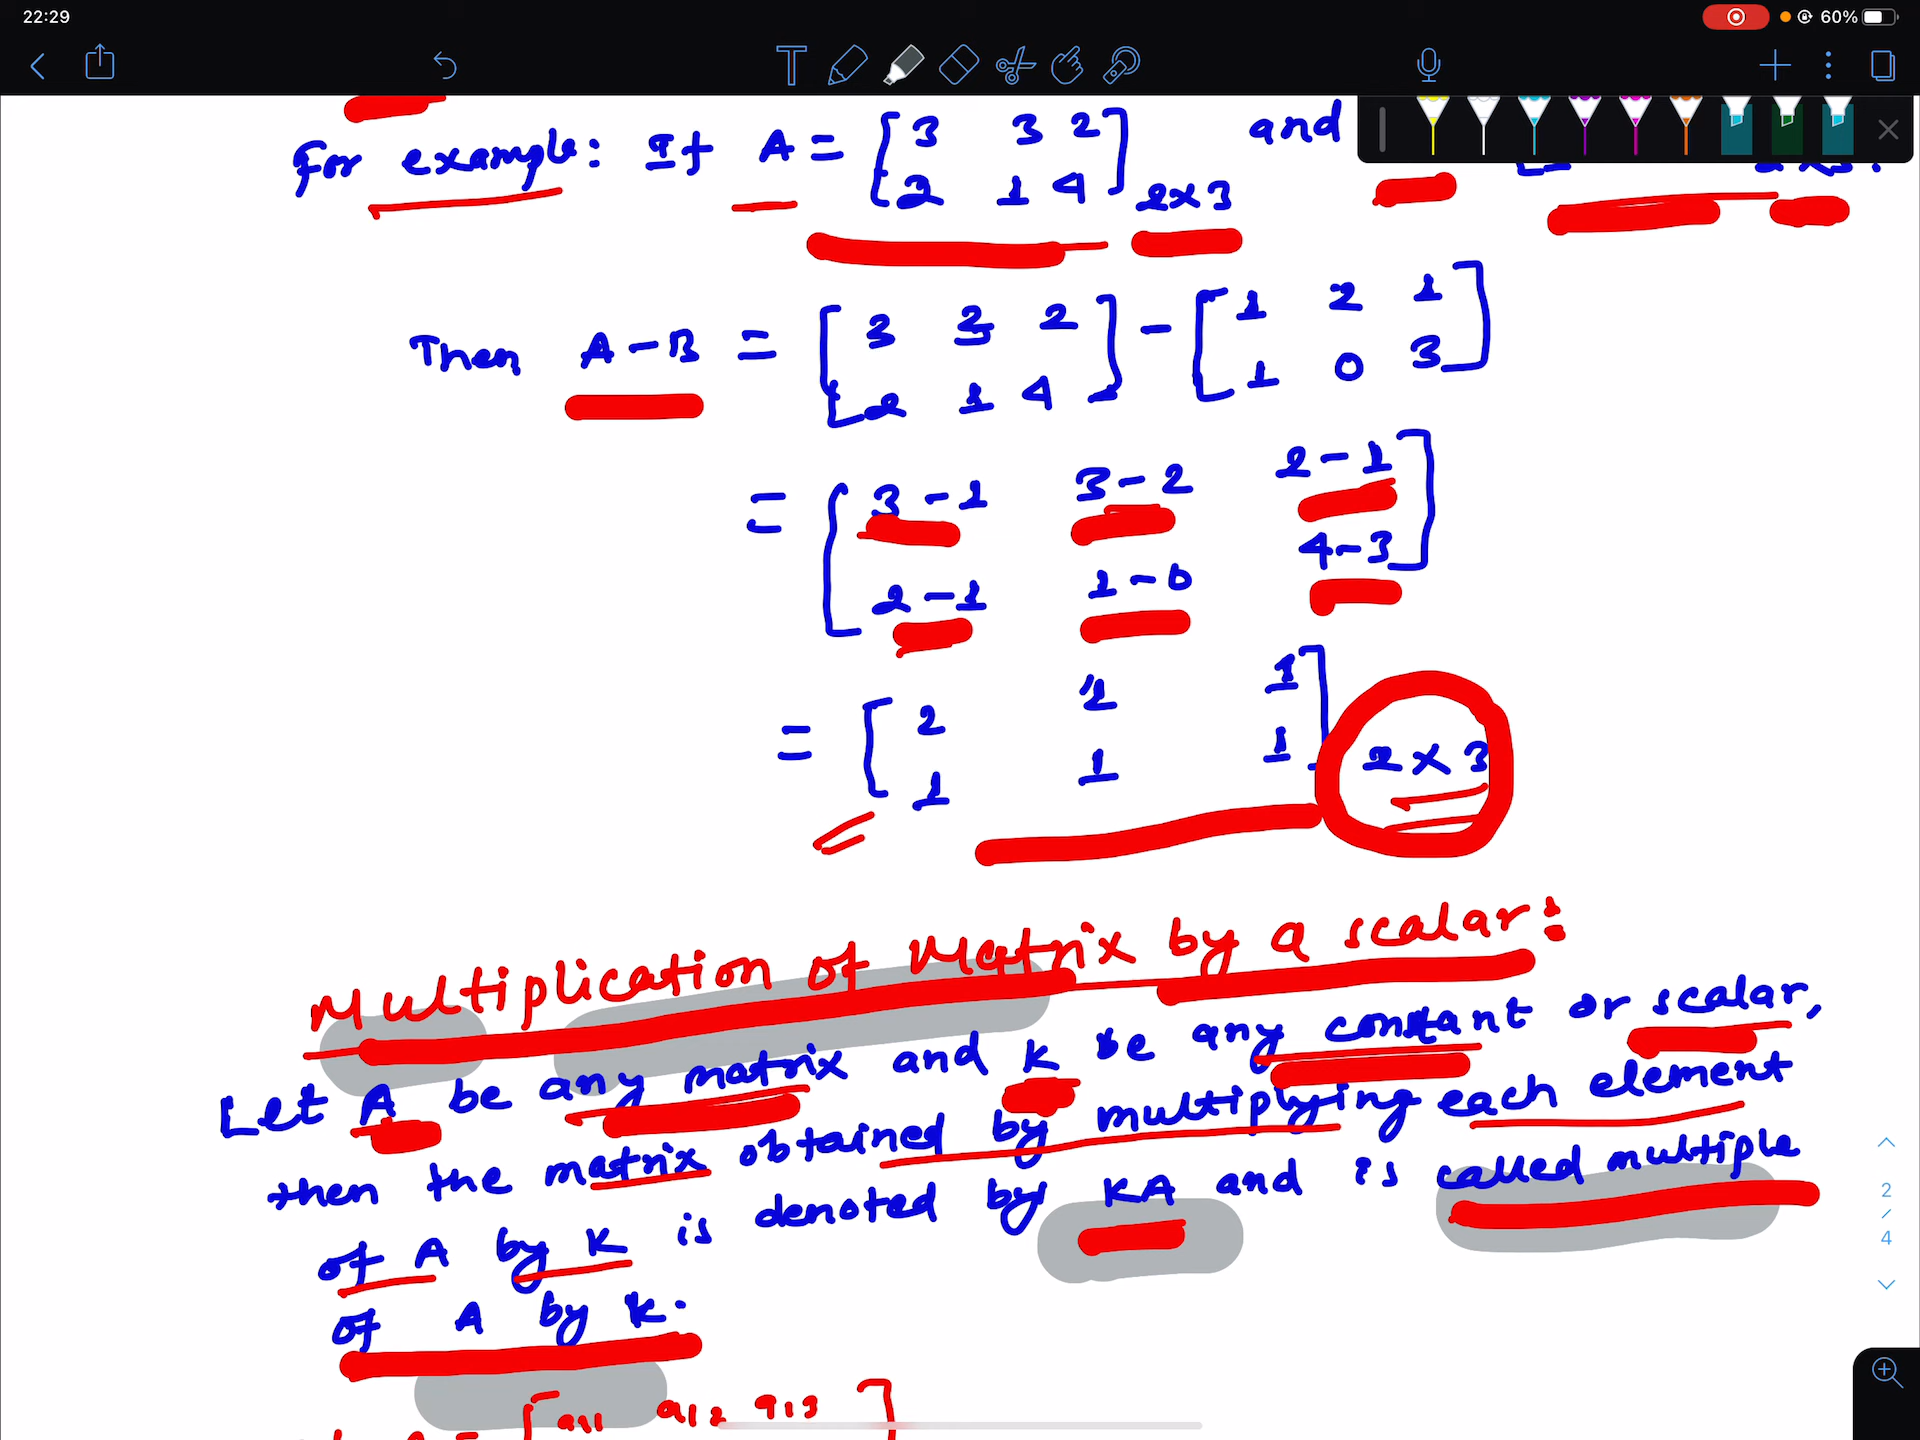 22:29
60%
For example: If A = [3 3 2
2 1 4] 2×3 and
Then A - B = [3 3 2
2 1 4] - [1 2 1
1 0 3]
= [3-1 3-2 2-1
2-1 1-0 4-3]
= [2 1 1
1 1 1] 2×3
Multiplication of Matrix by a scalar:
Let A be any matrix and K be any constant or scalar,
then the matrix obtained by multiplying each element
of A by K is denoted by KA and is called multiple
of A by K.
= [a11 a12 a13]
2
/
4